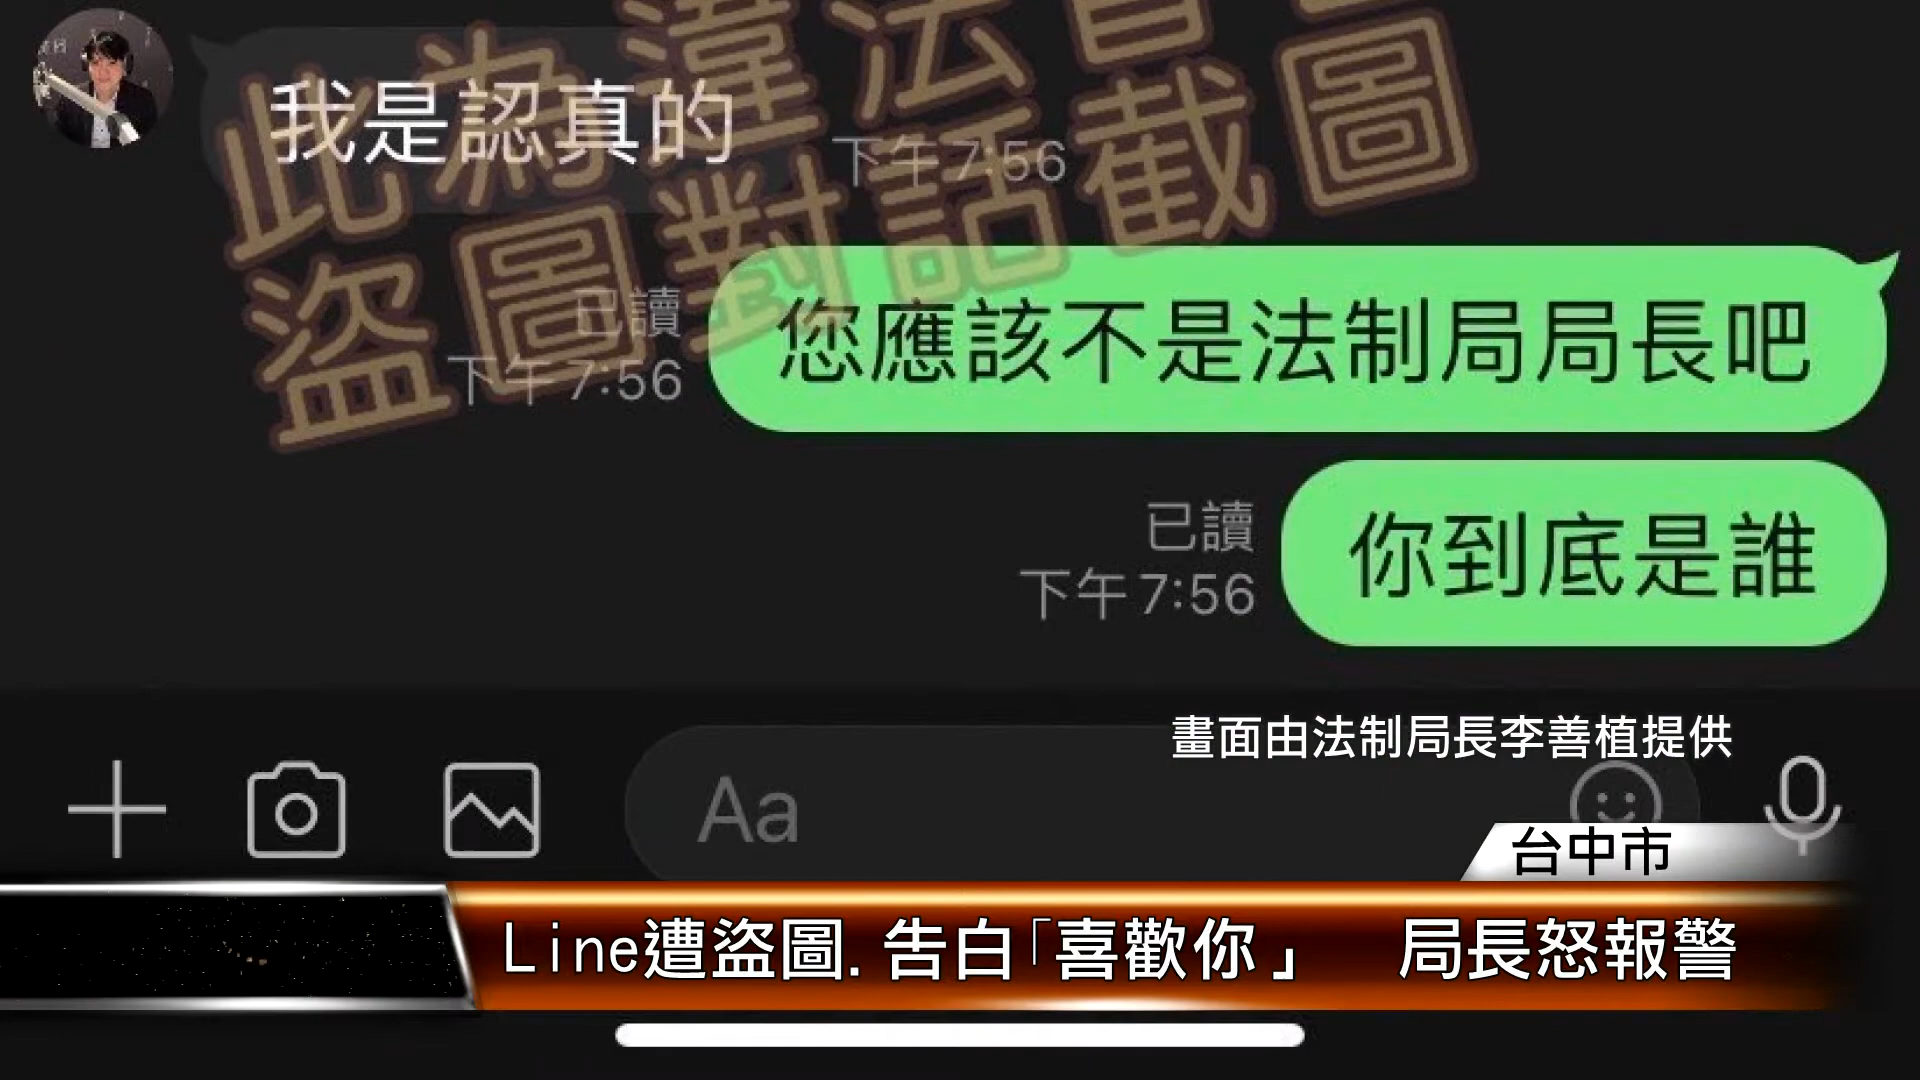 我是認真的
下午7:56
此為違法盜
盜圖對話截圖
已讀
下午7:56
您應該不是法制局局長吧
已讀
下午7:56
你到底是誰
畫面由法制局長李善植提供
Aa
台中市
Line遭盜圖.告白「喜歡你」 局長怒報警